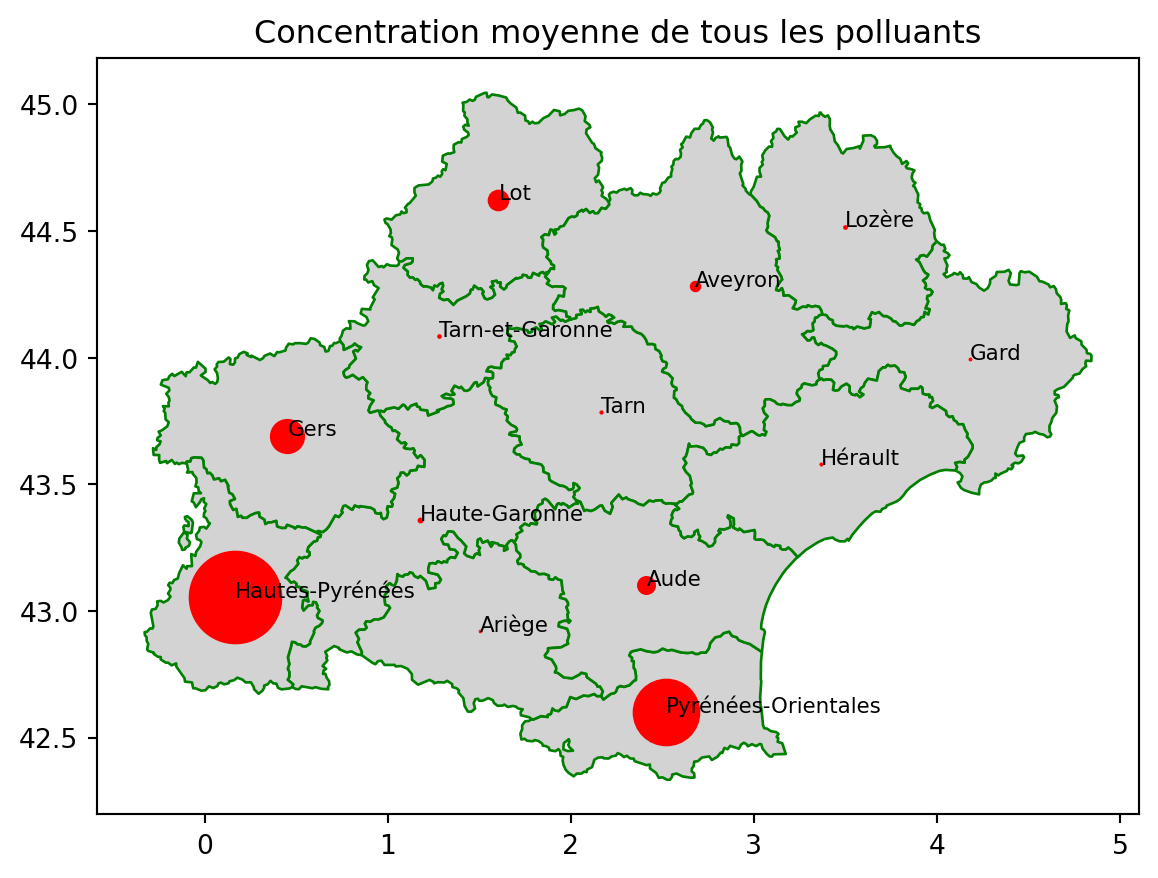 Concentration moyenne de tous les polluants
45.0
44.5
44.0
43.5
43.0
42.5
Lot
Lozère
Aveyron
Tarn-et-Garonne
Gard
Tarn
Gers
Hérault
Haute-Garonne
Aude
Hautes-Pyrénées
Ariège
Pyrénées-Orientales
0 1 2 3 4 5